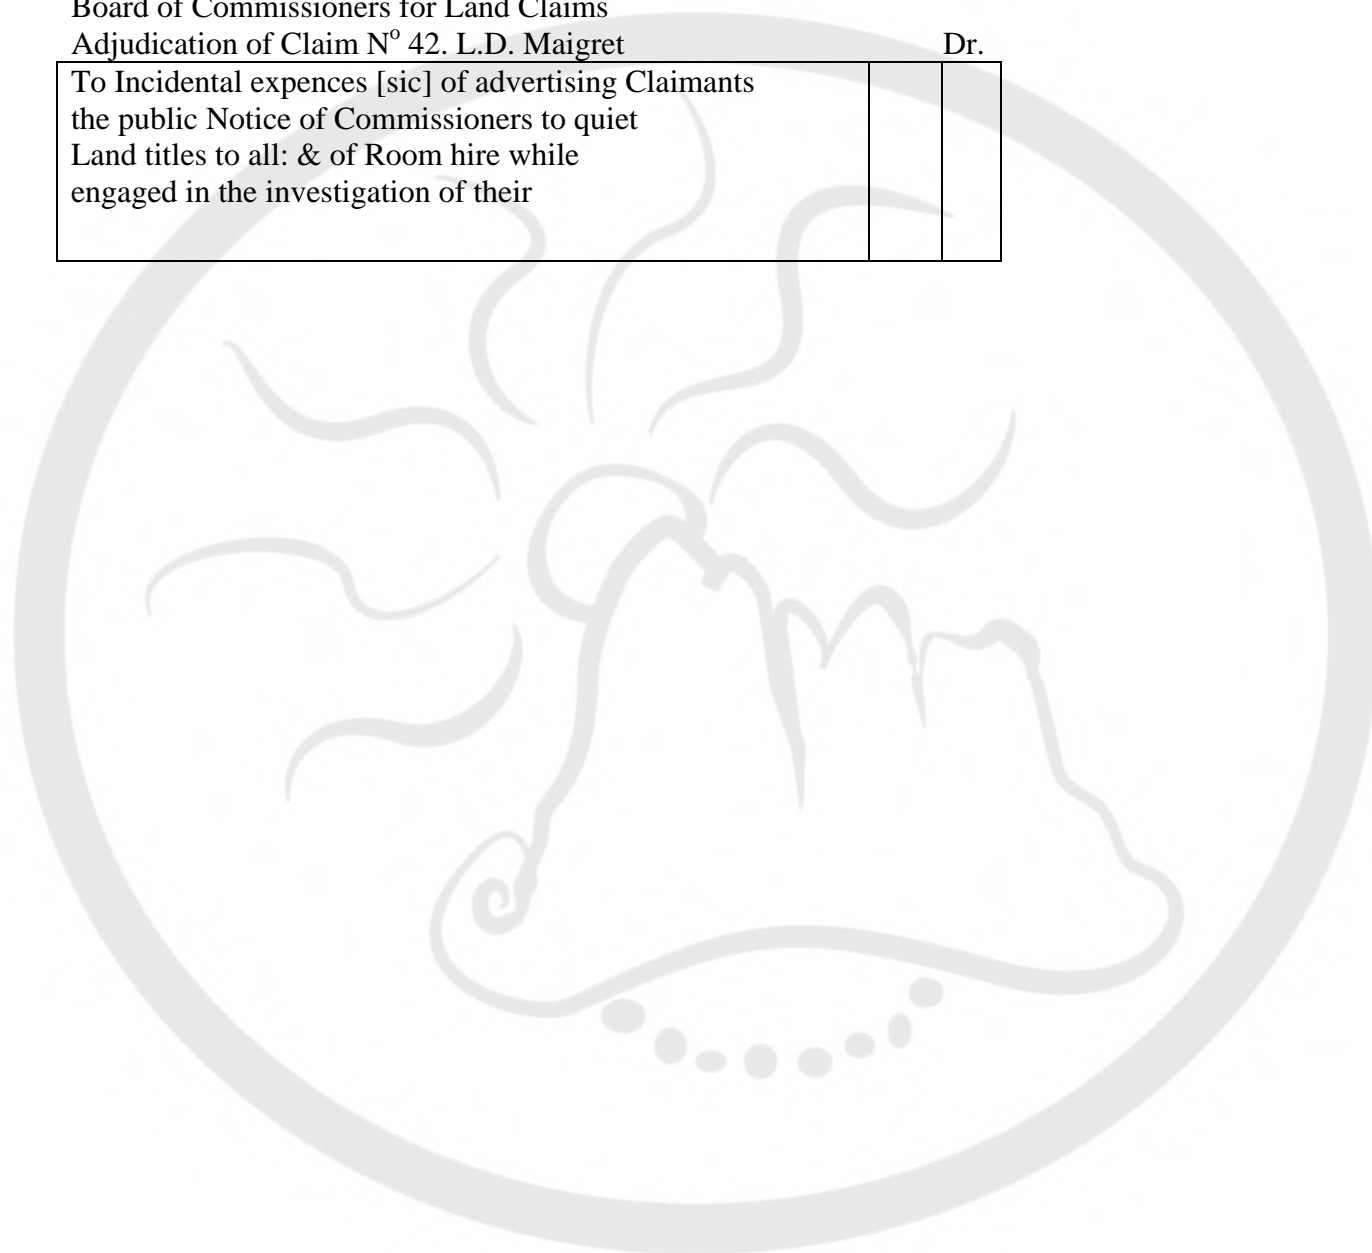 Board of Commissioners for Land Claims
Adjudication of Claim Nº 42. L.D. Maigret Dr.
To Incidental expences [sic] of advertising Claimants
the public Notice of Commissioners to quiet
Land titles to all: & of Room hire while
engaged in the investigation of their